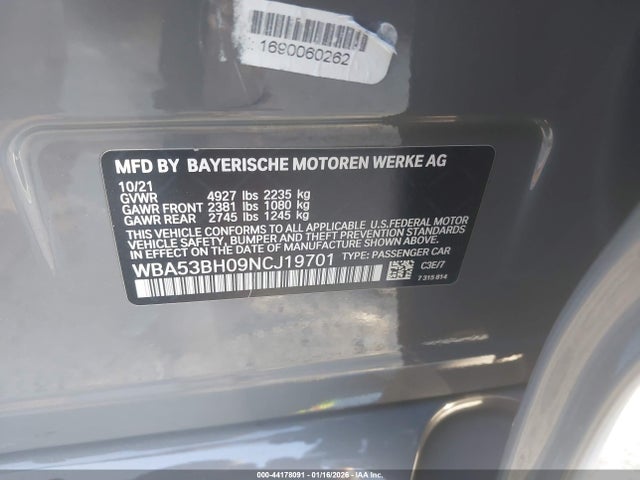 1690060262
MFD BY BAYERISCHE MOTOREN WERKE AG
10/21
GVWR 4927 lbs 2235 kg
GAWR FRONT 2381 lbs 1080 kg
GAWR REAR 2745 lbs 1245 kg
THIS VEHICLE CONFORMS TO ALL APPLICABLE U.S.FEDERAL MOTOR
VEHICLE SAFETY, BUMPER, AND THEFT PREVENTION STANDARDS
IN EFFECT ON THE DATE OF MANUFACTURE SHOWN ABOVE.
WBA53BH09NCJ19701 TYPE: PASSENGER CAR
C3E/7
7 315 814
000-44178091 | 01/16/2026 | Copart, IAA, Inc.